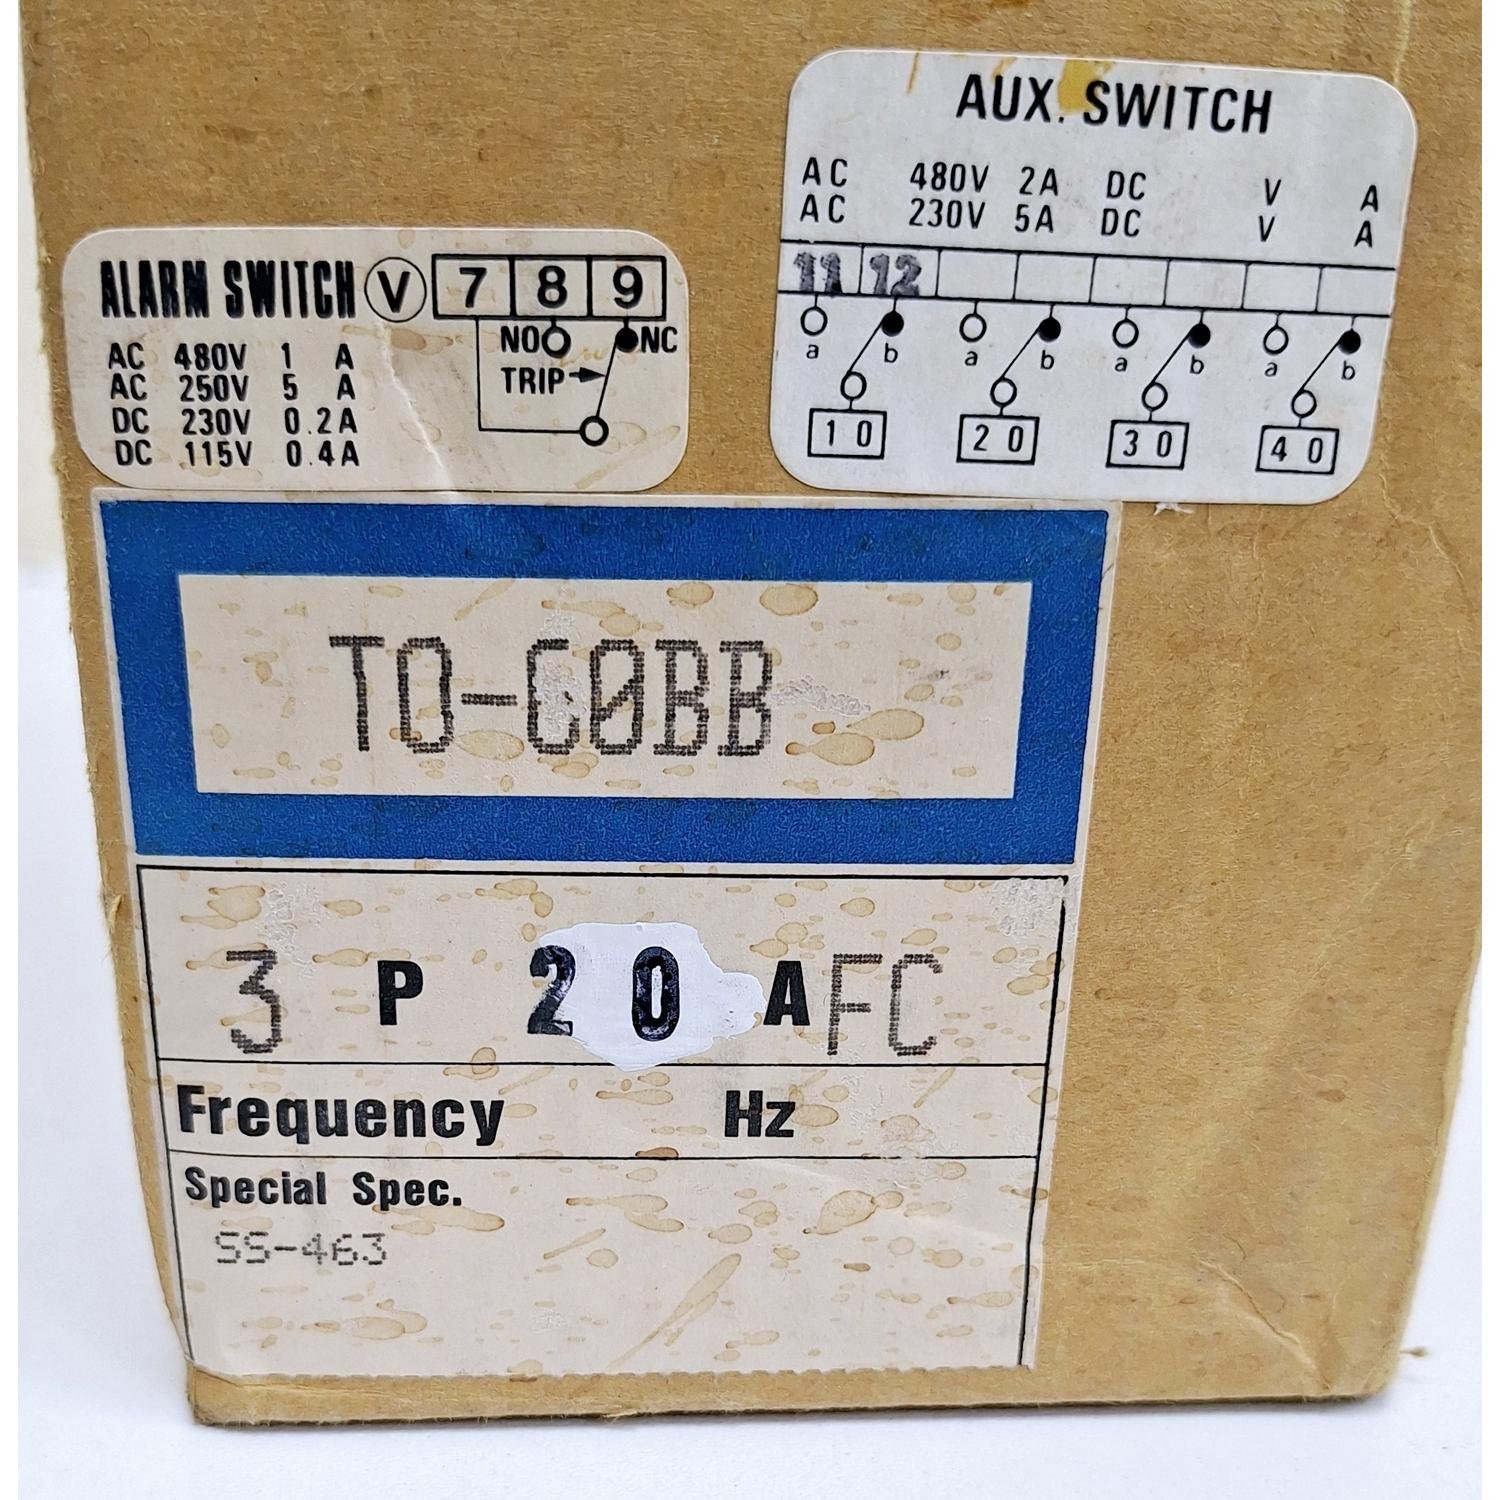 AUX. SWITCH
AC 480V 2A DC V A
AC 230V 5A DC V A
11 12
a b a b a b a b
10 20 30 40
ALARM SWITCH V 7 8 9
NO NC
TRIP
AC 480V 1 A
AC 250V 5 A
DC 230V 0.2A
DC 115V 0.4A
TO-C0BB
3 P 20 AFC
Frequency Hz
Special Spec.
SS-463